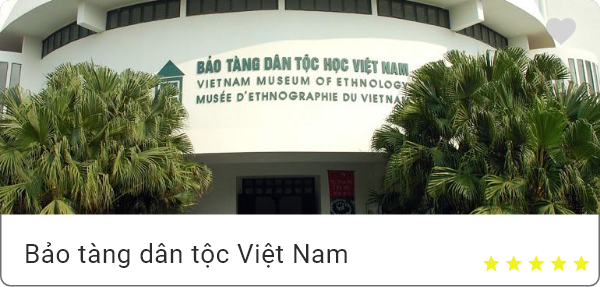 BẢO TÀNG DÂN TỘC HỌC VIỆT NAM
VIETNAM MUSEUM OF ETHNOLOGY
MUSÉE D'ETHNOGRAPHIE DU VIETNAM
Bảo tàng dân tộc Việt Nam